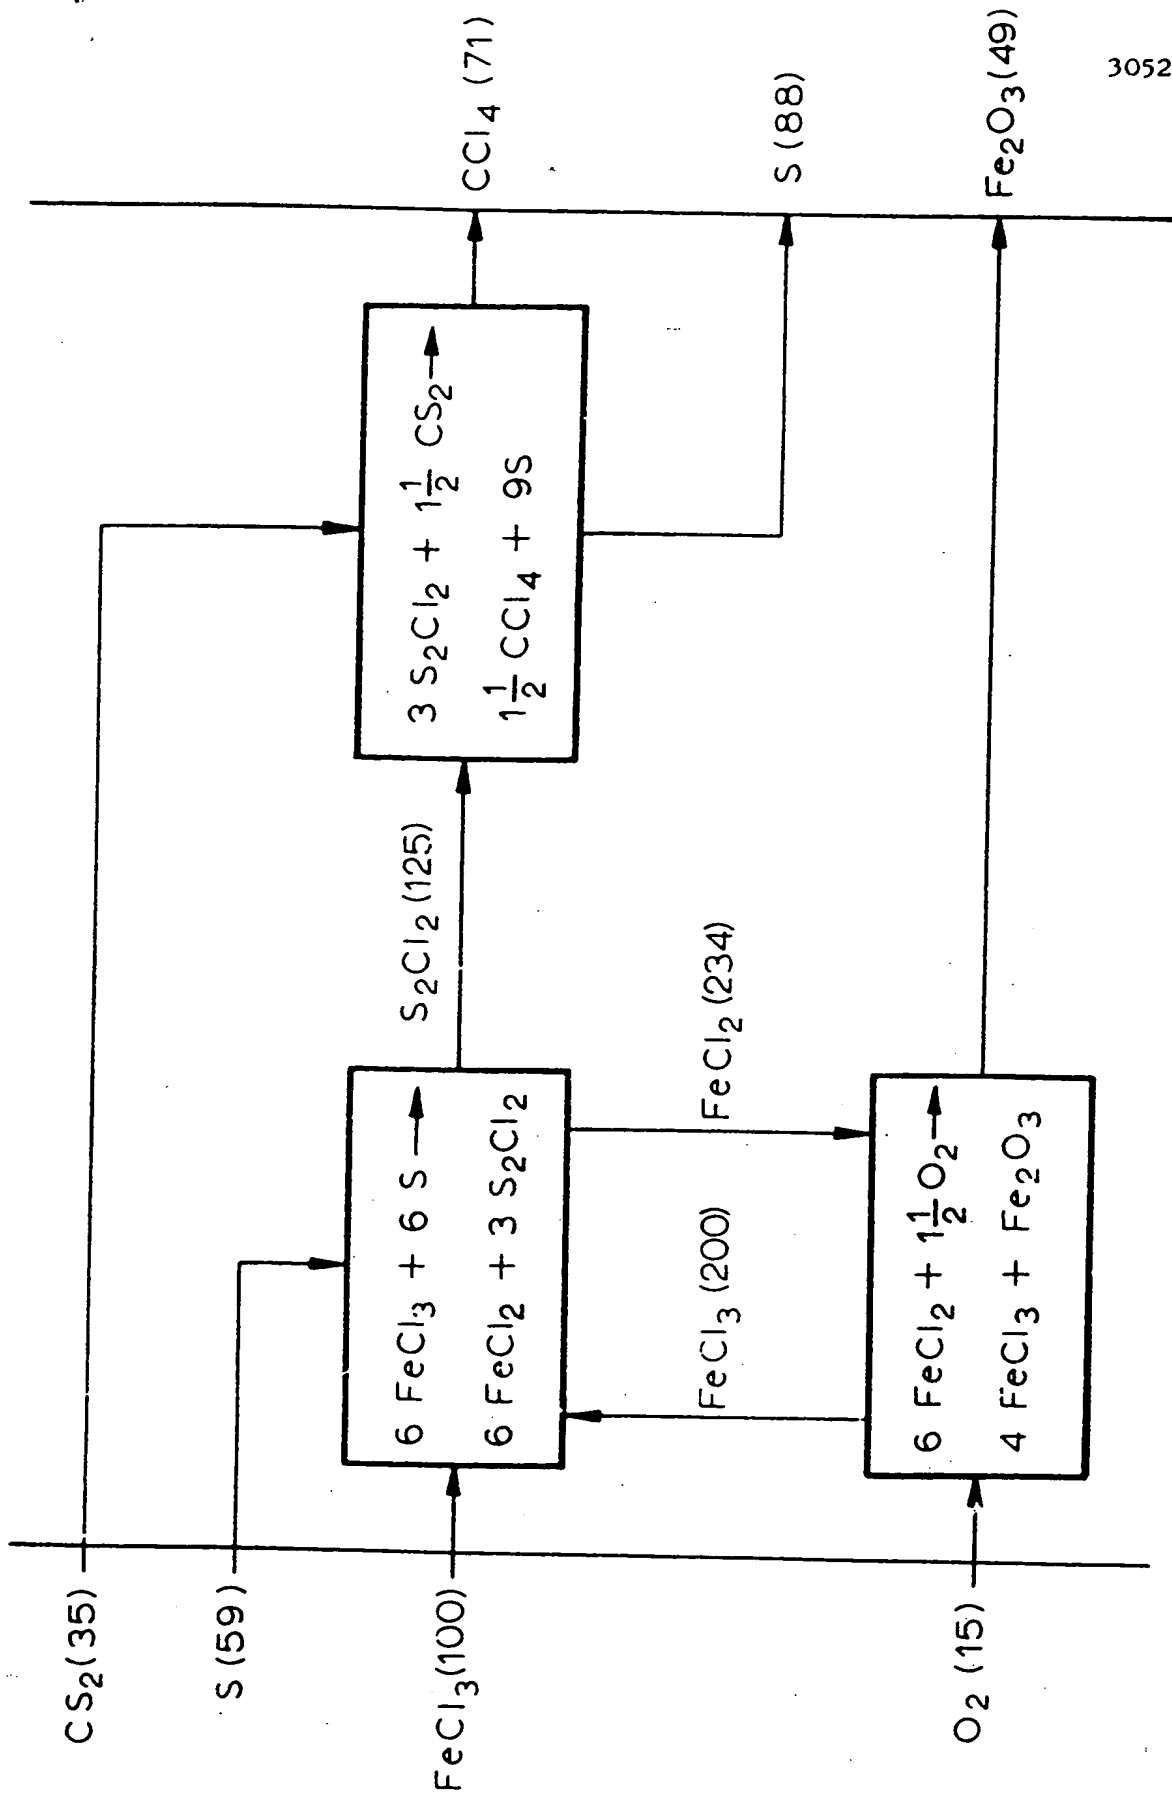 3052
CS₂(35)
S(59)
FeCl₃(100)
O₂ (15)
6 FeCl₃ + 6 S →
6 FeCl₂ + 3 S₂Cl₂
S₂Cl₂(125)
3 S₂Cl₂ + 1½ CS₂ →
1½ CCl₄ + 9S
FeCl₃ (200)
FeCl₂ (234)
6 FeCl₂ + 1½O₂ →
4 FeCl₃ + Fe₂O₃
CCl₄ (71)
S (88)
Fe₂O₃(49)